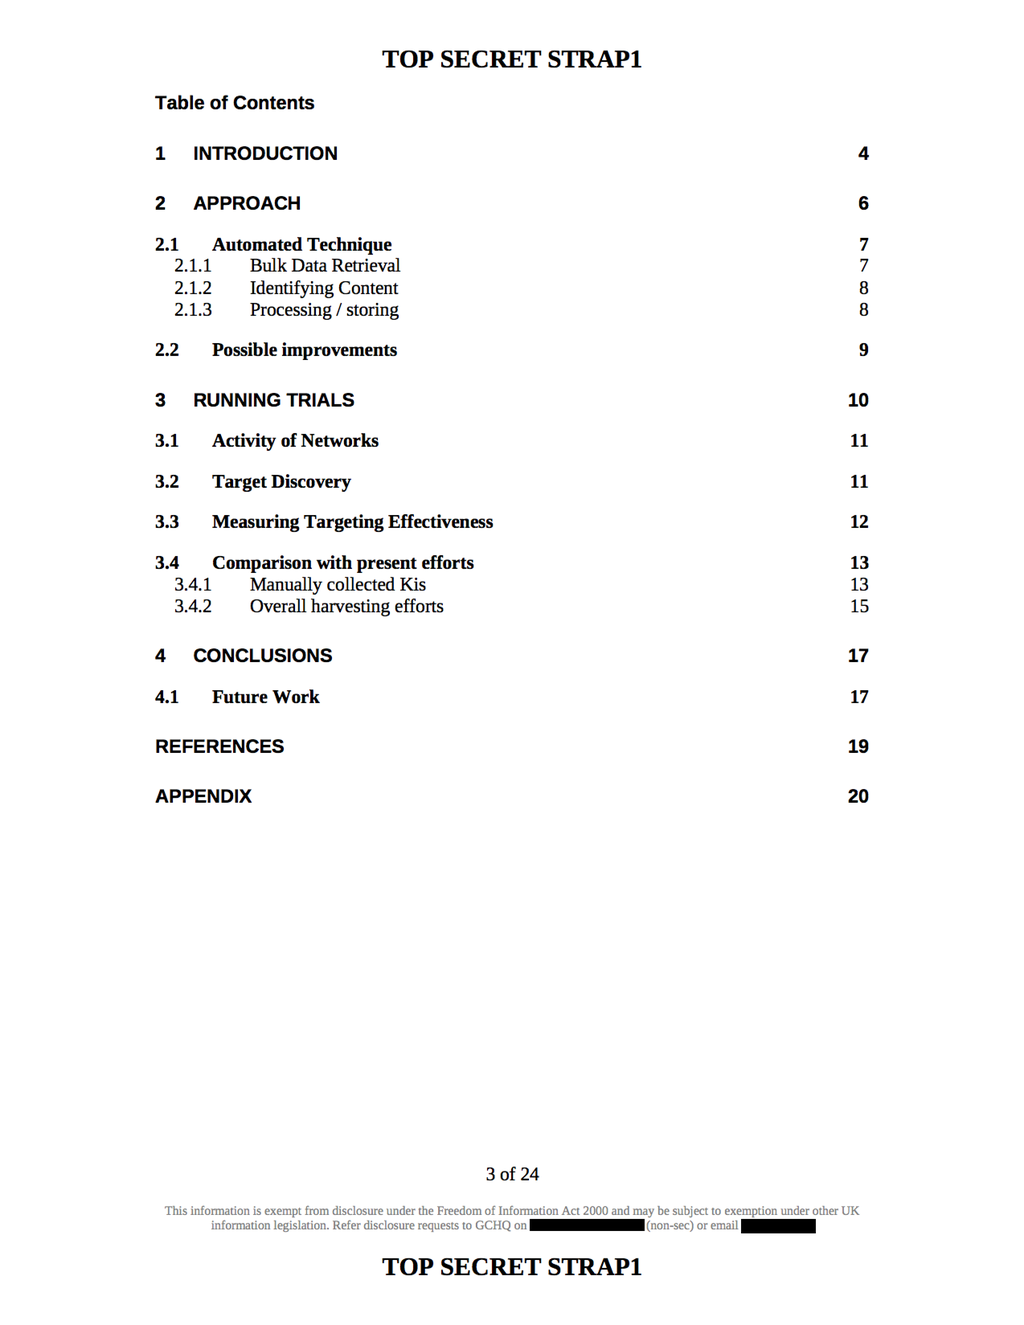 TOP SECRET STRAP1
Table of Contents
1 INTRODUCTION 4
2 APPROACH 6
2.1 Automated Technique 7
2.1.1 Bulk Data Retrieval 7
2.1.2 Identifying Content 8
2.1.3 Processing / storing 8
2.2 Possible improvements 9
3 RUNNING TRIALS 10
3.1 Activity of Networks 11
3.2 Target Discovery 11
3.3 Measuring Targeting Effectiveness 12
3.4 Comparison with present efforts 13
3.4.1 Manually collected Kis 13
3.4.2 Overall harvesting efforts 15
4 CONCLUSIONS 17
4.1 Future Work 17
REFERENCES 19
APPENDIX 20
3 of 24
This information is exempt from disclosure under the Freedom of Information Act 2000 and may be subject to exemption under other UK
information legislation. Refer disclosure requests to GCHQ on (non-sec) or email
TOP SECRET STRAP1